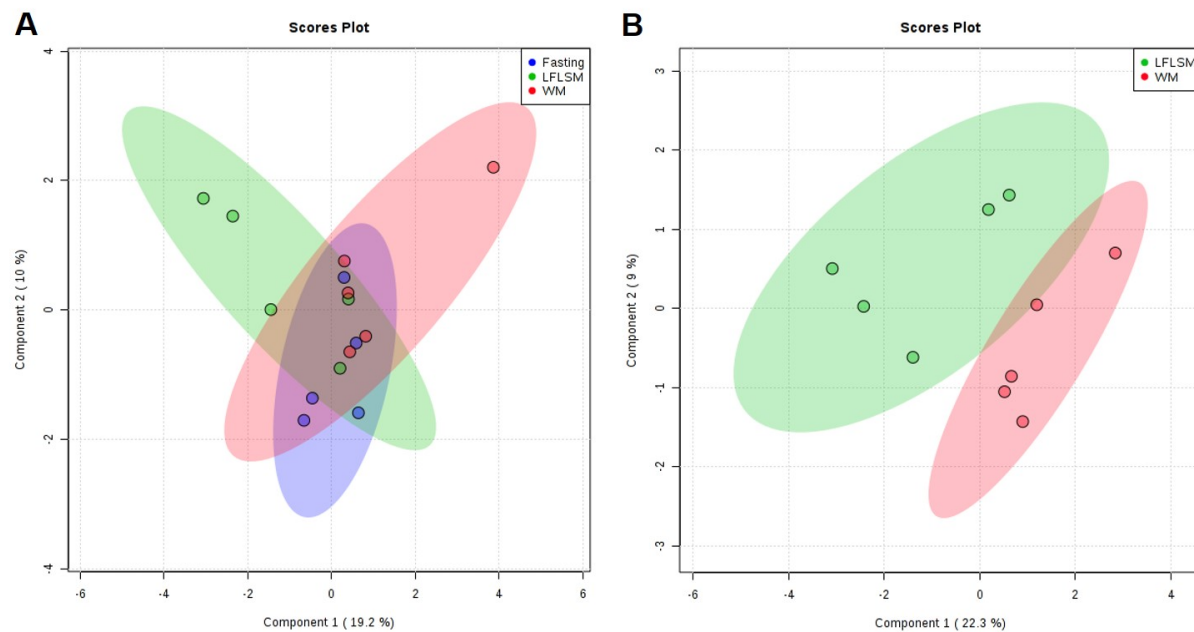 A
Scores Plot
Fasting
LFLSM
WM
4
2
0
-2
-4
-6
-4
-2
0
2
4
6
Component 2 ( 10 %)
Component 1 ( 19.2 %)
B
Scores Plot
LFLSM
WM
3
2
1
0
-1
-2
-3
-6
-4
-2
0
2
4
Component 2 ( 9 %)
Component 1 ( 22.3 %)